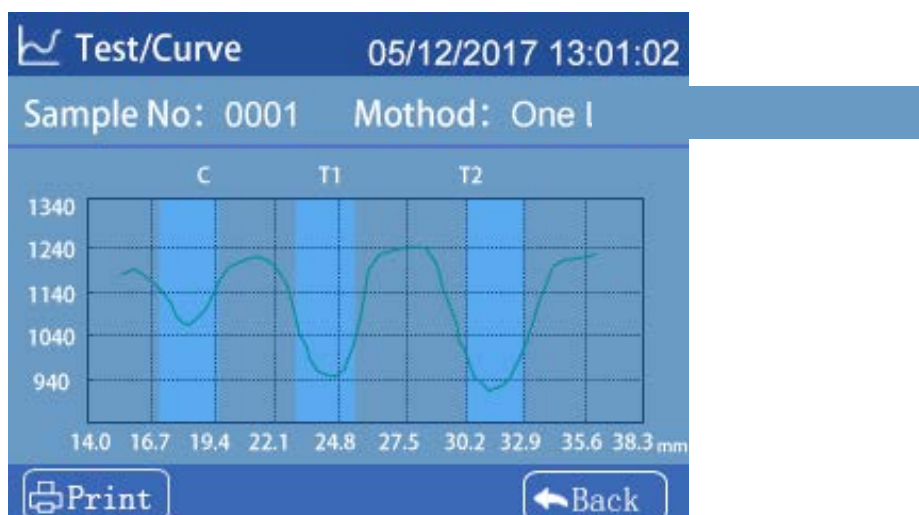 Test/Curve 05/12/2017 13:01:02
Sample No: 0001 Mothod: One l
C T1 T2
1340
1240
1140
1040
940
14.0 16.7 19.4 22.1 24.8 27.5 30.2 32.9 35.6 38.3 mm
Print Back